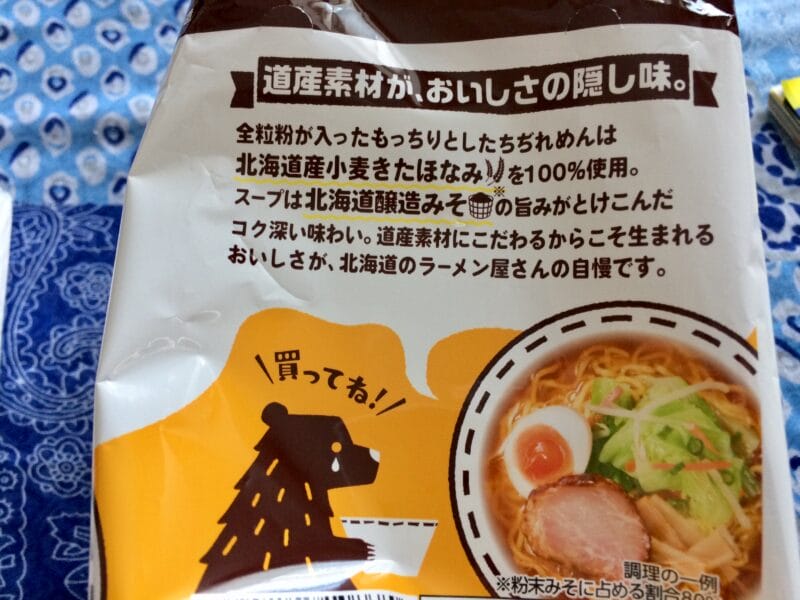 道産素材が、おいしさの隠し味。
全粒粉が入ったもっちりとしたちぢれめんは
北海道産小麦きたほなみを100%使用。
スープは北海道醸造みそ※の旨みがとけこんだ
コク深い味わい。道産素材にこだわるからこそ生まれる
おいしさが、北海道のラーメン屋さんの自慢です。
買ってね!
調理の一例
※粉末みそに占める割合80%